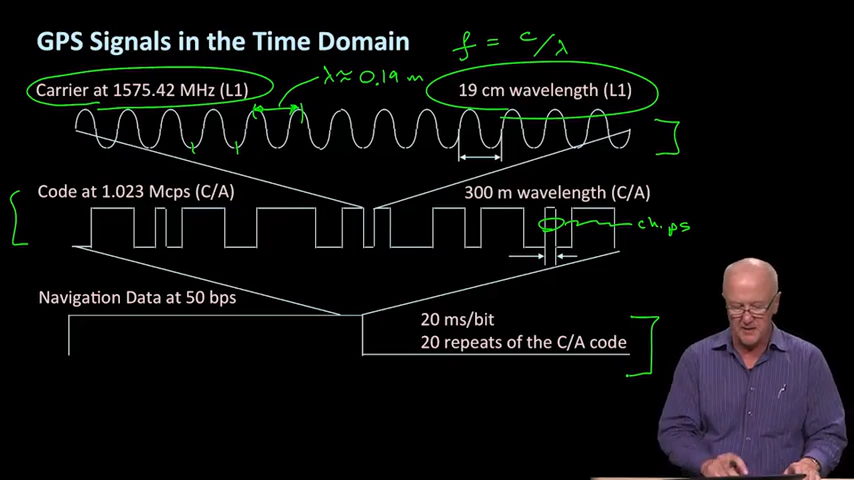 GPS Signals in the Time Domain
f = c/λ
λ ≈ 0.19 m
Carrier at 1575.42 MHz (L1)
19 cm wavelength (L1)
Code at 1.023 Mcps (C/A)
300 m wavelength (C/A)
chips
Navigation Data at 50 bps
20 ms/bit
20 repeats of the C/A code